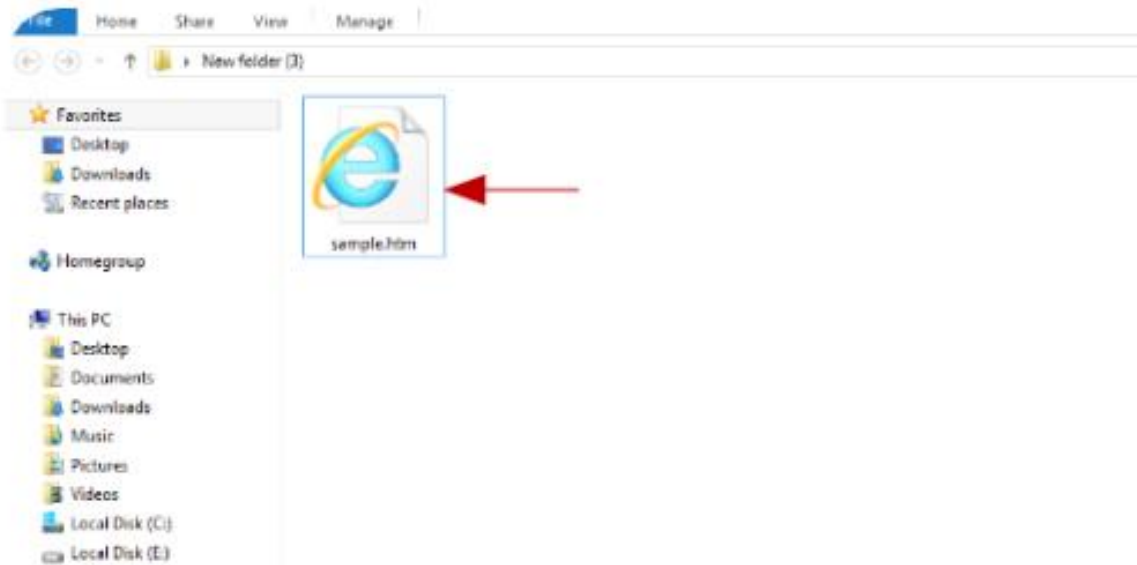 File Home Share View Manage
New folder (3)
Favorites
Desktop
Downloads
Recent places
Homegroup
This PC
Desktop
Documents
Downloads
Music
Pictures
Videos
Local Disk (C:)
Local Disk (E:)
sample.htm